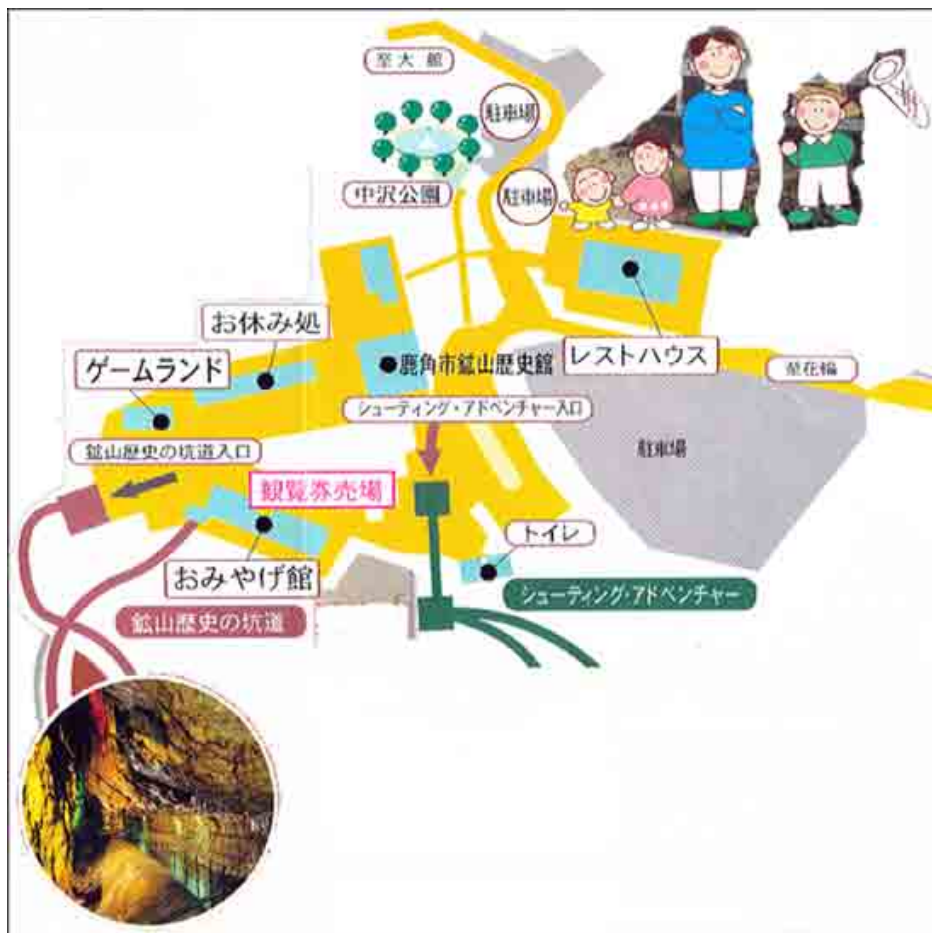 至大館
駐車場
中沢公園
駐車場
お休み処
ゲームランド
鹿角市鉱山歴史館
レストハウス
至花輪
シューティング・アドベンチャー入口
鉱山歴史の坑道入口
駐車場
観覧券売場
トイレ
おみやげ館
シューティング・アドベンチャー
鉱山歴史の坑道